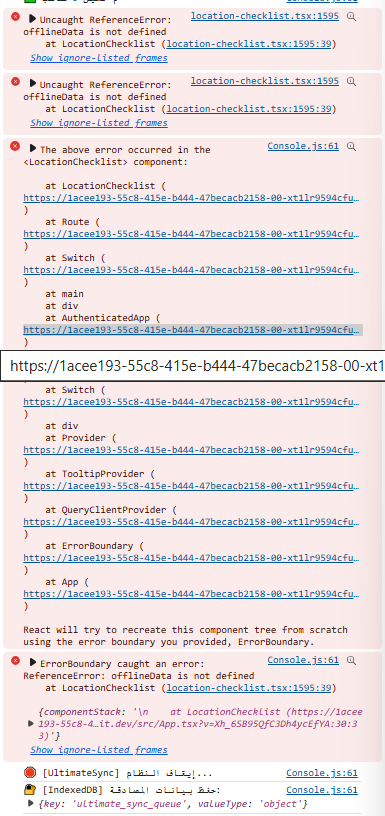 Uncaught ReferenceError: location-checklist.tsx:1595
offlineData is not defined
at LocationChecklist (location-checklist.tsx:1595:39)
Show ignore-listed frames
Uncaught ReferenceError: location-checklist.tsx:1595
offlineData is not defined
at LocationChecklist (location-checklist.tsx:1595:39)
Show ignore-listed frames
The above error occurred in the Console.js:61
<LocationChecklist> component:
at LocationChecklist (
https://1acee193-55c8-415e-b444-47becacb2158-00-xt1lr9594cfu…
)
at Route (
https://1acee193-55c8-415e-b444-47becacb2158-00-xt1lr9594cfu…
)
at Switch (
https://1acee193-55c8-415e-b444-47becacb2158-00-xt1lr9594cfu…
)
at main
at div
at AuthenticatedApp (
https://1acee193-55c8-415e-b444-47becacb2158-00-xt1lr9594cfu…
)
https://1acee193-55c8-415e-b444-47becacb2158-00-xt1
at Switch (
https://1acee193-55c8-415e-b444-47becacb2158-00-xt1lr9594cfu…
)
at div
at Provider (
https://1acee193-55c8-415e-b444-47becacb2158-00-xt1lr9594cfu…
)
at TooltipProvider (
https://1acee193-55c8-415e-b444-47becacb2158-00-xt1lr9594cfu…
)
at QueryClientProvider (
https://1acee193-55c8-415e-b444-47becacb2158-00-xt1lr9594cfu…
)
at ErrorBoundary (
https://1acee193-55c8-415e-b444-47becacb2158-00-xt1lr9594cfu…
)
at App (
https://1acee193-55c8-415e-b444-47becacb2158-00-xt1lr9594cfu…
)
React will try to recreate this component tree from scratch
using the error boundary you provided, ErrorBoundary.
ErrorBoundary caught an error: Console.js:61
ReferenceError: offlineData is not defined
at LocationChecklist (location-checklist.tsx:1595:39)
{componentStack: '\n    at LocationChecklist (https://1acee
193-55c8-4…it.dev/src/App.tsx?v=Xh_6SB95QfC3Dh4ycEfYA:30:3
3)'}
Show ignore-listed frames
[UltimateSync] إيقاف النظام... Console.js:61
[IndexedDB] حفظ بيانات المصادقة: Console.js:61
{key: 'ultimate_sync_queue', valueType: 'object'}